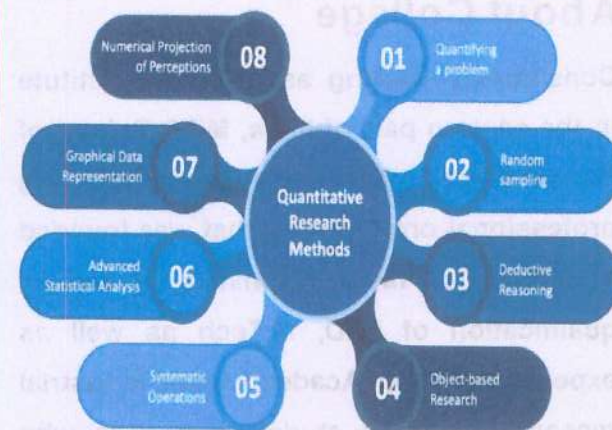 About College
Quantitative
Research
Methods
01
Quantifying
a problem
02
Random
sampling
03
Deductive
Reasoning
04
Object-based
Research
05
Systematic
Operations
06
Advanced
Statistical Analysis
07
Graphical Data
Representation
08
Numerical Projection
of Perceptions